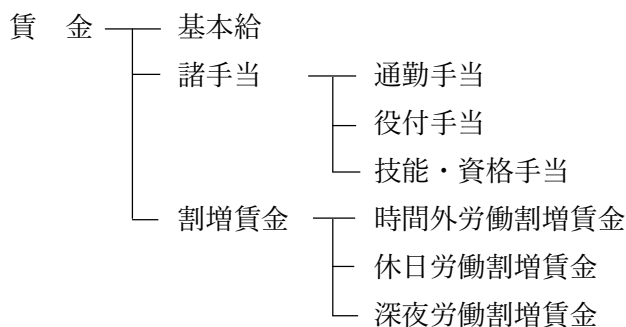 賃　金　基本給
諸手当　通勤手当
役付手当
技能・資格手当
割増賃金　時間外労働割増賃金
休日労働割増賃金
深夜労働割増賃金